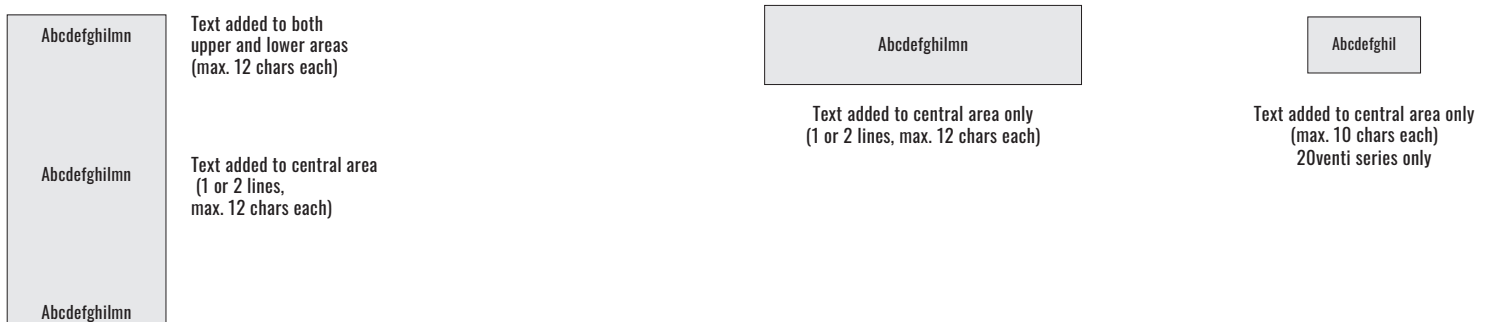 Abcdefghilmn
Text added to both
upper and lower areas
(max. 12 chars each)
Abcdefghilmn
Text added to central area
(1 or 2 lines,
max. 12 chars each)
Abcdefghilmn
Abcdefghilmn
Text added to central area only
(1 or 2 lines, max. 12 chars each)
Abcdefghil
Text added to central area only
(max. 10 chars each)
20venti series only